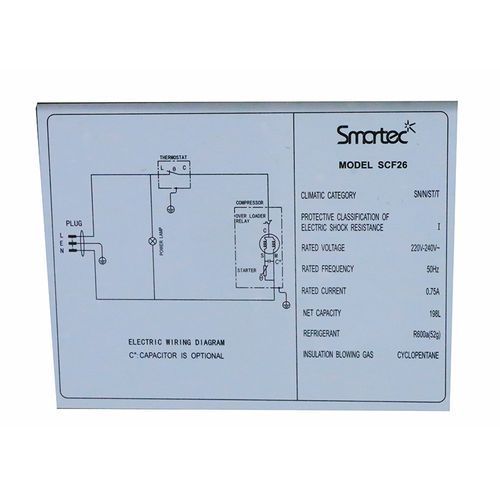 Smartec
MODEL SCF26
CLIMATIC CATEGORY SN/N/ST/T
PROTECTIVE CLASSIFICATION OF
ELECTRIC SHOCK RESISTANCE I
RATED VOLTAGE 220V-240V~
RATED FREQUENCY 50Hz
RATED CURRENT 0.75A
NET CAPACITY 198L
REFRIGERANT R600a(52g)
INSULATION BLOWING GAS CYCLOPENTANE
THERMOSTAT
L B C
COMPRESSOR
OVER LOADER
RELAY
C
PLUG
L
E
N
POWER LAMP
S
STARTER
C*
ELECTRIC WIRING DIAGRAM
C*:CAPACITOR IS OPTIONAL